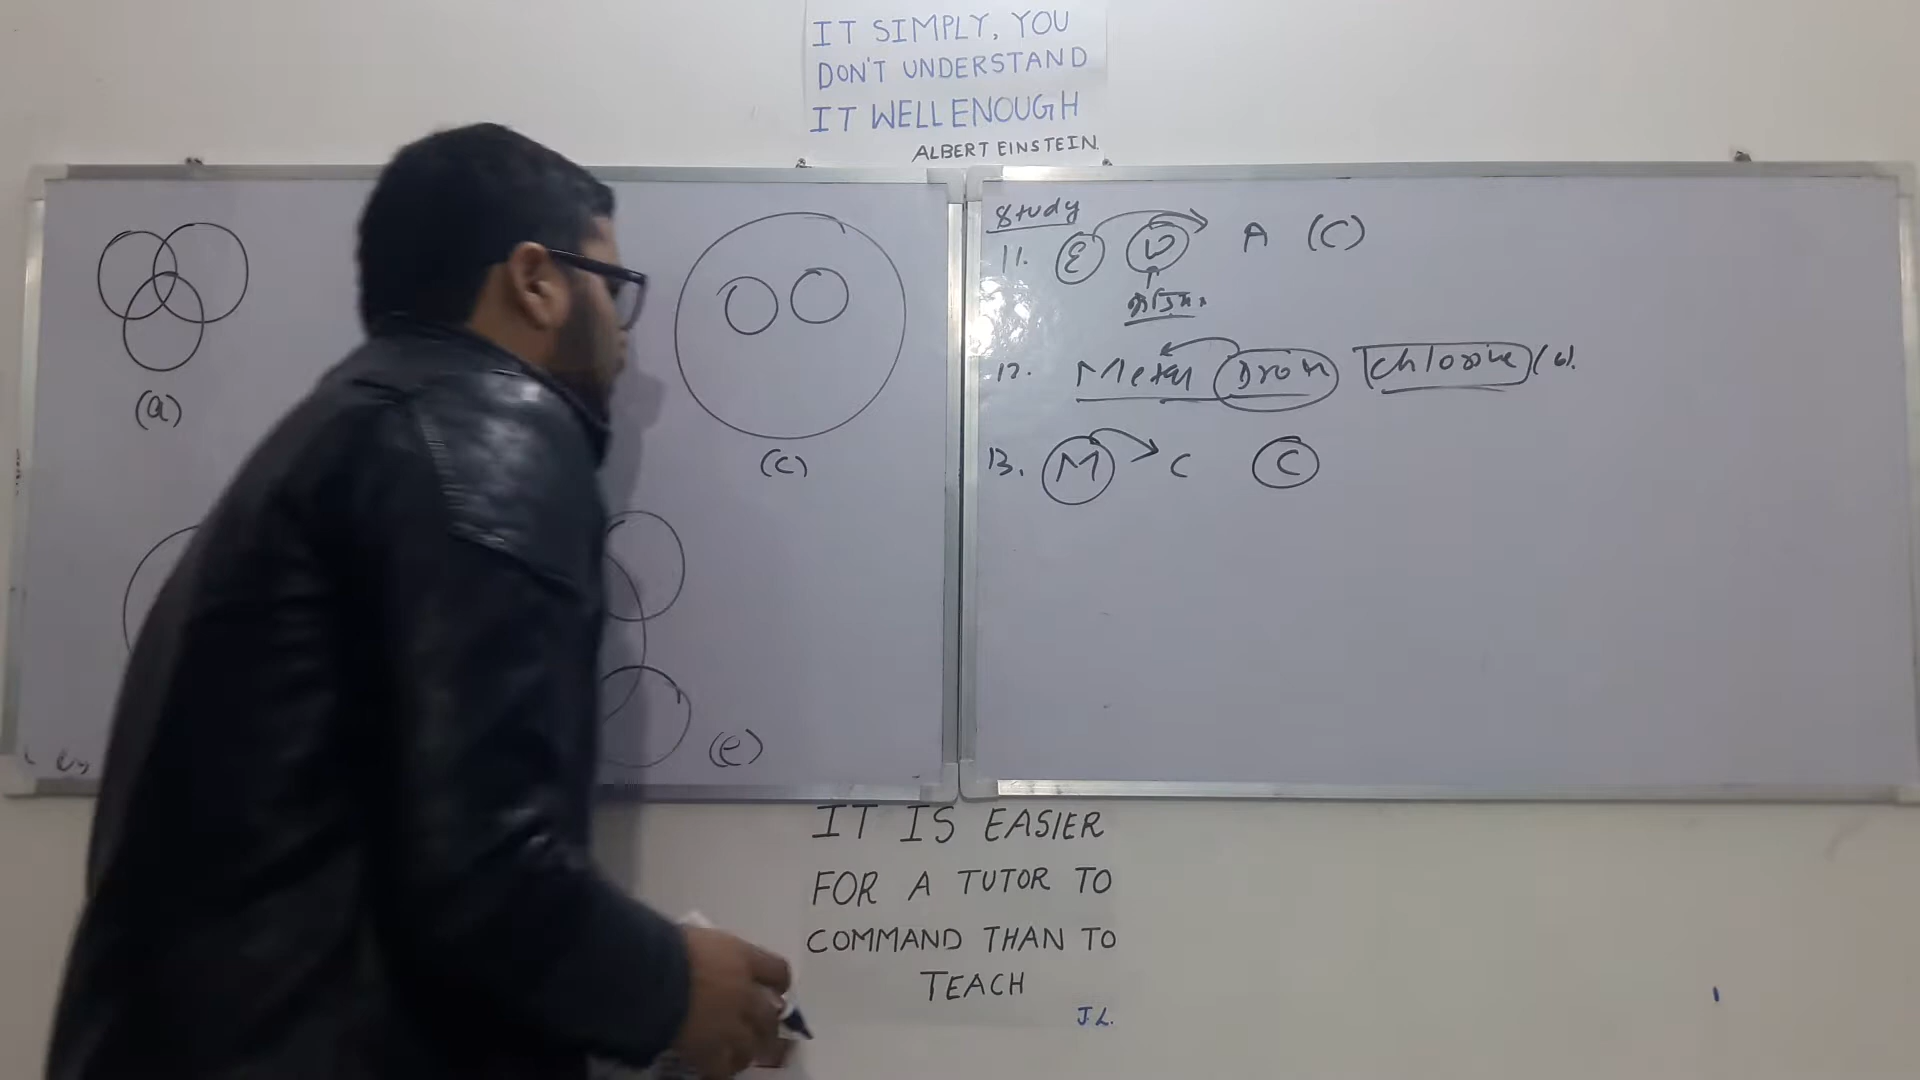 IT SIMPLY, YOU
DON'T UNDERSTAND
IT WELL ENOUGH
ALBERT EINSTEIN.
(a)
(c)
(e)
Study
11. E A (C)
12. Metal Iron Chlorine
13. M C C
IT IS EASIER
FOR A TUTOR TO
COMMAND THAN TO
TEACH
J.L.